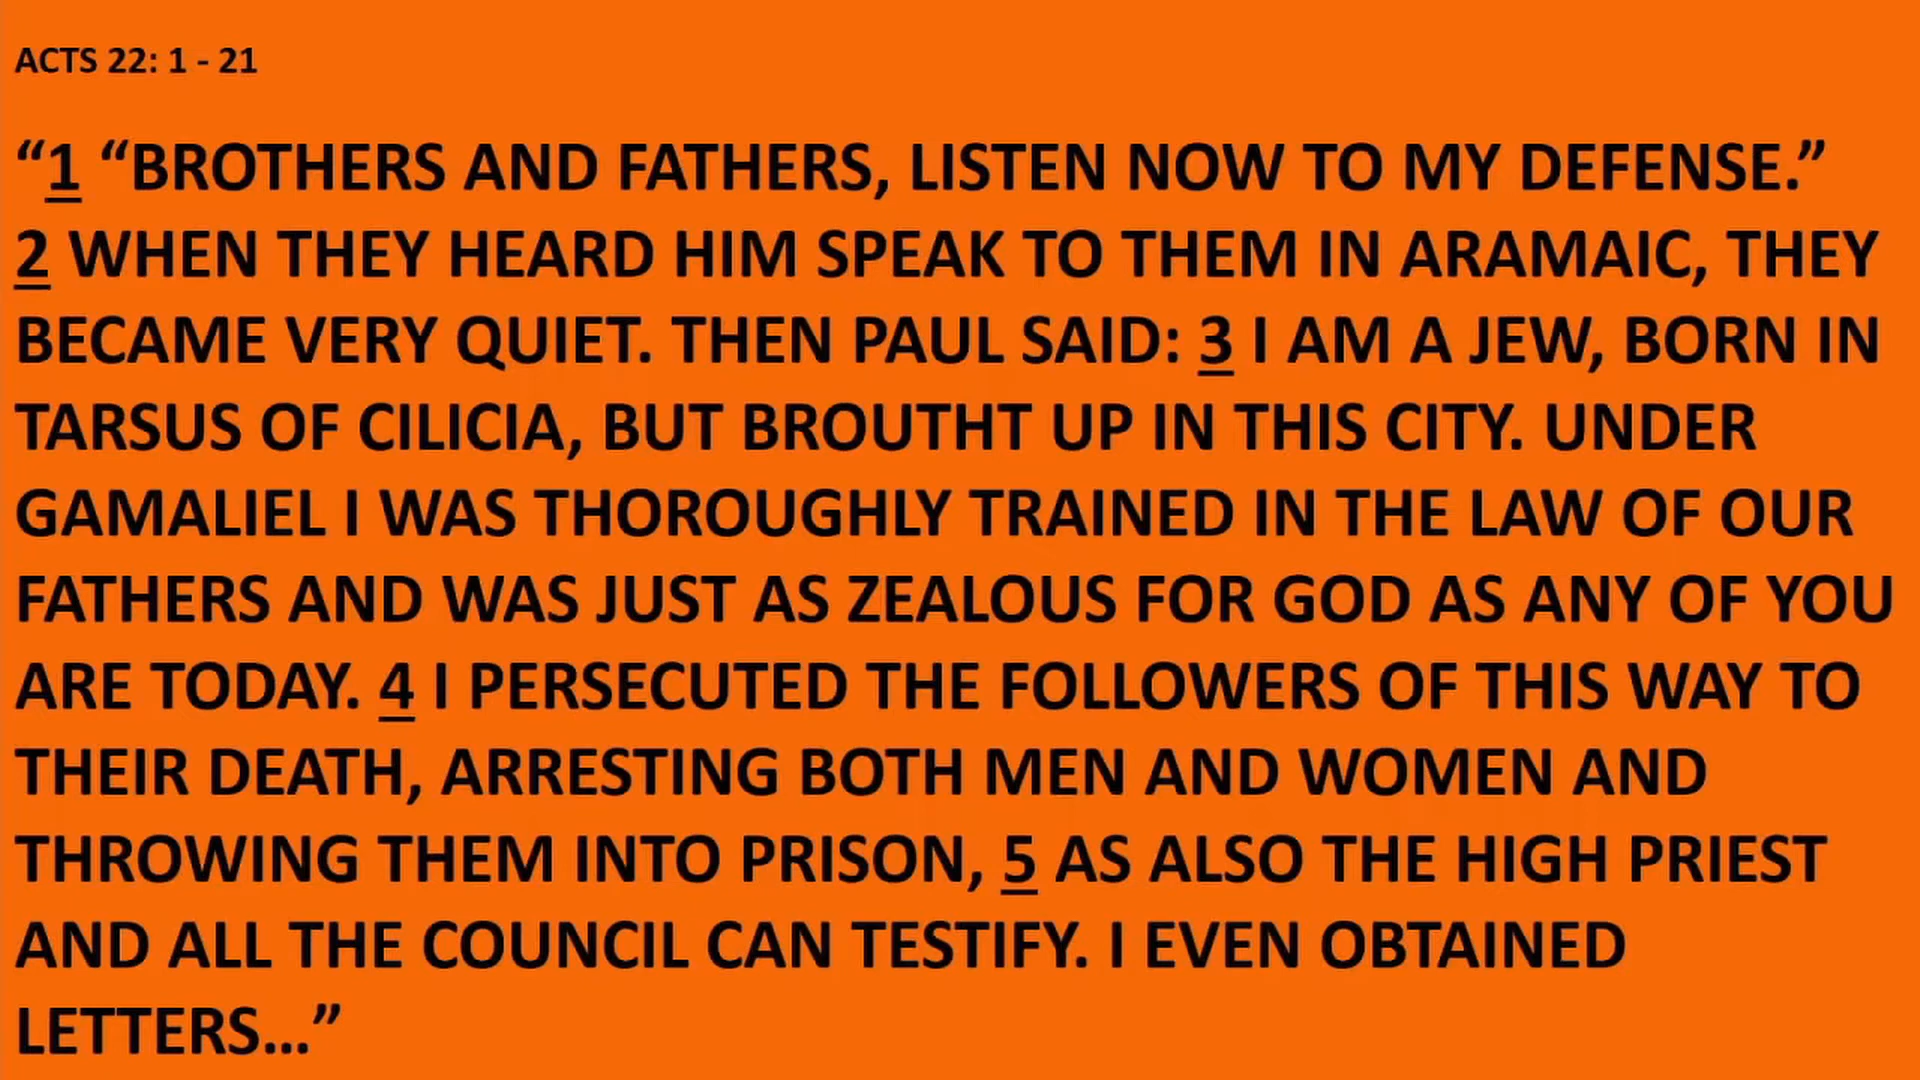 ACTS 22: 1 - 21
“1 “BROTHERS AND FATHERS, LISTEN NOW TO MY DEFENSE.”
2 WHEN THEY HEARD HIM SPEAK TO THEM IN ARAMAIC, THEY
BECAME VERY QUIET. THEN PAUL SAID: 3 I AM A JEW, BORN IN
TARSUS OF CILICIA, BUT BROUTHT UP IN THIS CITY. UNDER
GAMALIEL I WAS THOROUGHLY TRAINED IN THE LAW OF OUR
FATHERS AND WAS JUST AS ZEALOUS FOR GOD AS ANY OF YOU
ARE TODAY. 4 I PERSECUTED THE FOLLOWERS OF THIS WAY TO
THEIR DEATH, ARRESTING BOTH MEN AND WOMEN AND
THROWING THEM INTO PRISON, 5 AS ALSO THE HIGH PRIEST
AND ALL THE COUNCIL CAN TESTIFY. I EVEN OBTAINED
LETTERS…”